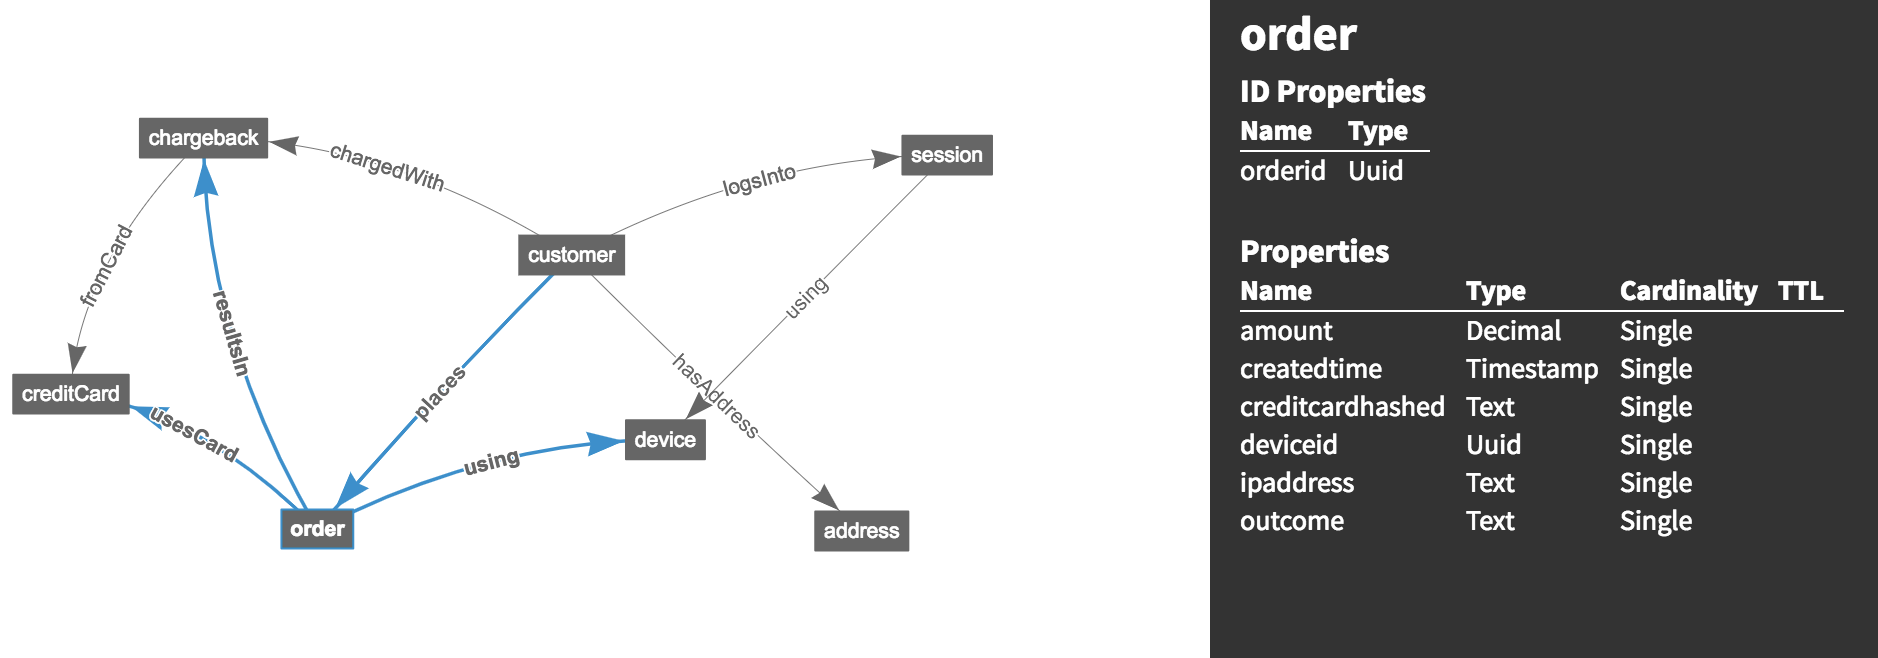 chargeback
chargedWith
session
logsInto
customer
fromCard
resultsIn
using
places
hasAddress
creditCard
usesCard
device
using
order
address
order
ID Properties
Name Type
orderid Uuid
Properties
Name Type Cardinality TTL
amount Decimal Single
createdtime Timestamp Single
creditcardhashed Text Single
deviceid Uuid Single
ipaddress Text Single
outcome Text Single